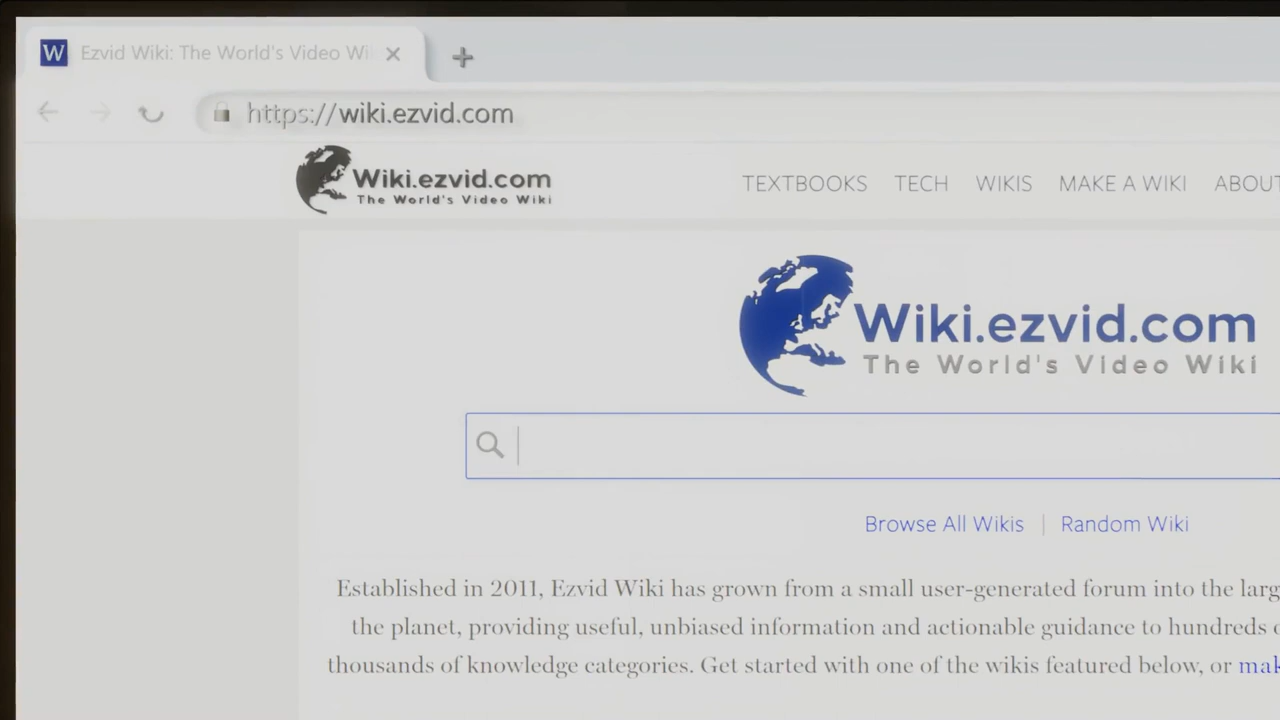 W Ezvid Wiki: The World's Video Wi
https://wiki.ezvid.com
Wiki.ezvid.com
The World's Video Wiki
TEXTBOOKS TECH WIKIS MAKE A WIKI ABOUT
Wiki.ezvid.com
The World's Video Wiki
Browse All Wikis | Random Wiki
Established in 2011, Ezvid Wiki has grown from a small user-generated forum into the
the planet, providing useful, unbiased information and actionable guidance to hundreds
thousands of knowledge categories. Get started with one of the wikis featured below, or